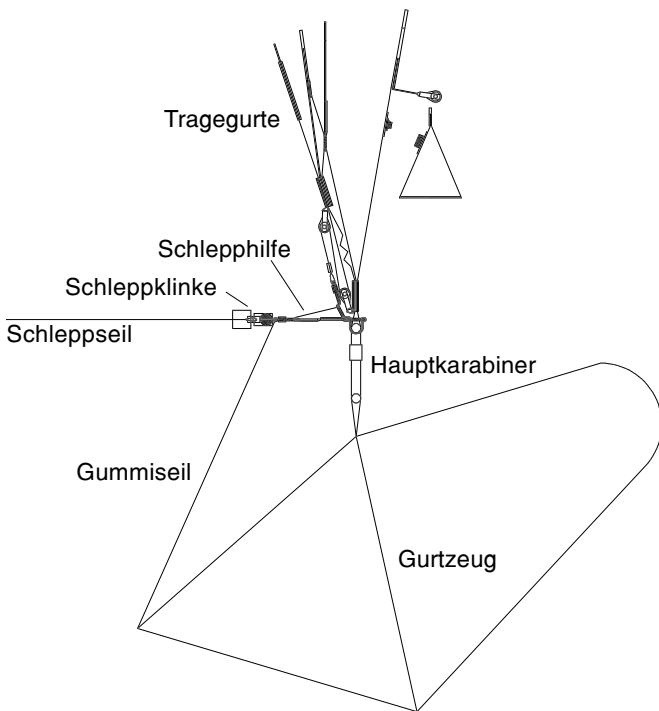 Tragegurte
Schlepphilfe
Schleppklinke
Schleppseil
Hauptkarabiner
Gummiseil
Gurtzeug